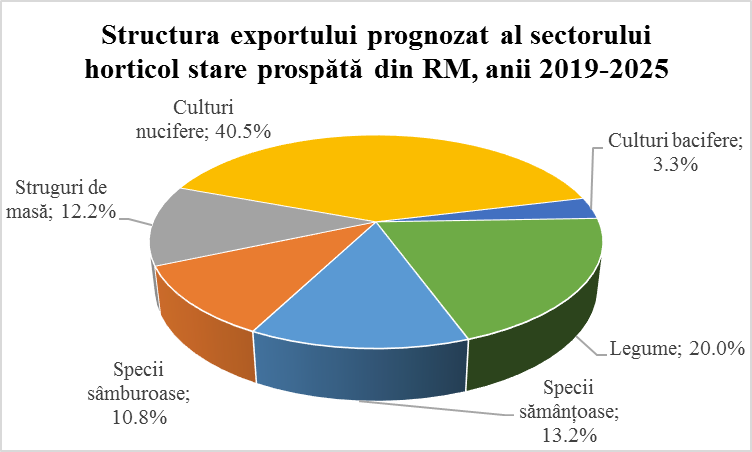 Structura exportului prognozat al sectorului
horticol stare prospătă din RM, anii 2019-2025
Culturi
nucifere; 40.5%
Culturi bacifere;
3.3%
Struguri de
masă; 12.2%
Legume; 20.0%
Specii
sâmburoase;
10.8%
Specii
sămânțoase;
13.2%